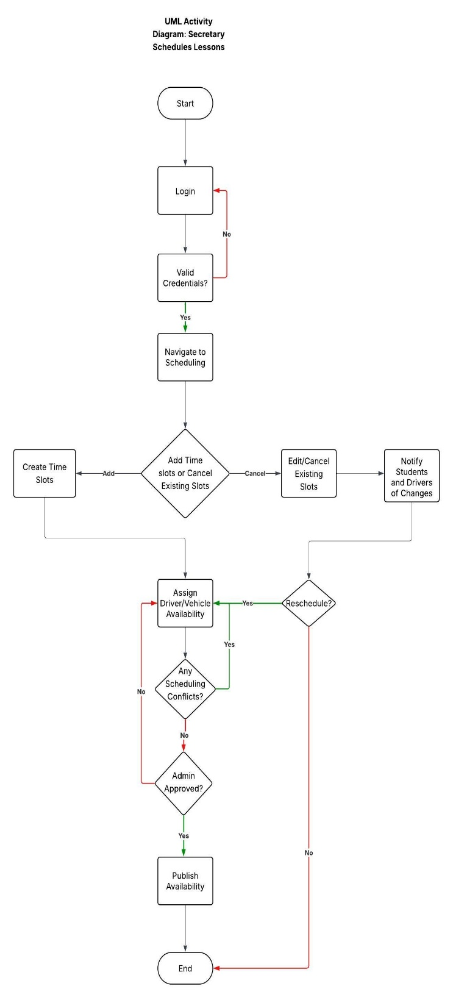 UML Activity
Diagram: Secretary
Schedules Lessons
Start
Login
No
Valid
Credentials?
Yes
Navigate to
Scheduling
Create Time
Slots
Add
Add Time
slots or Cancel
Existing Slots
Cancel
Edit/Cancel
Existing
Slots
Notify
Students
and Drivers
of Changes
Assign
Driver/Vehicle
Availability
Yes
Reschedule?
Yes
Any
Scheduling
Conflicts?
No
No
Admin
Approved?
Yes
No
Publish
Availability
End